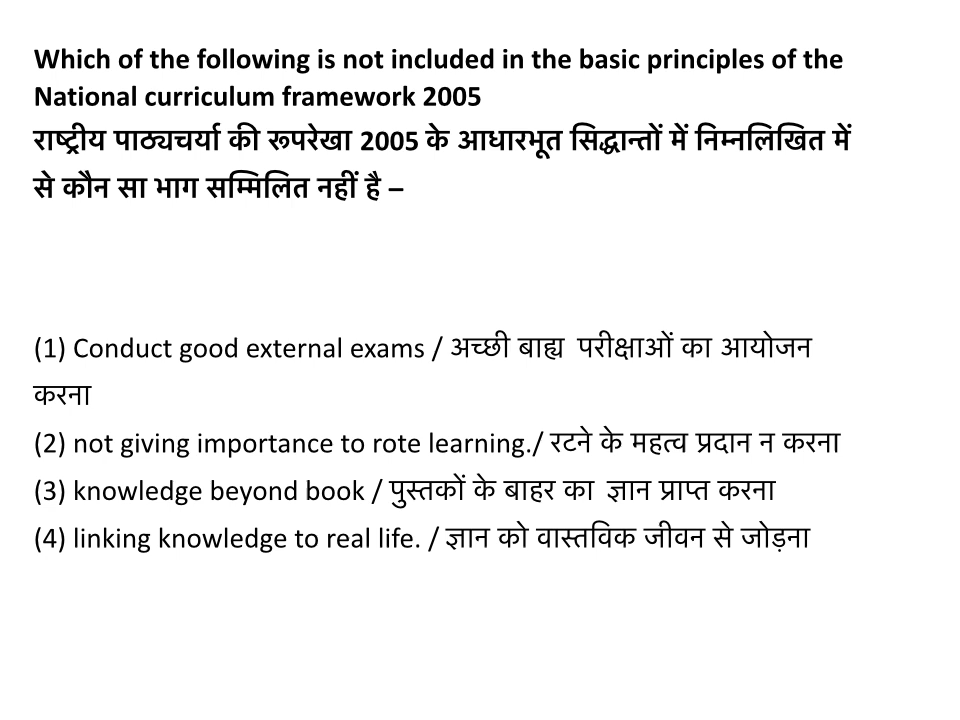 Which of the following is not included in the basic principles of the
National curriculum framework 2005
राष्ट्रीय पाठ्यचर्या की रूपरेखा 2005 के आधारभूत सिद्धान्तों में निम्नलिखित में
से कौन सा भाग सम्मिलित नहीं है –
(1) Conduct good external exams / अच्छी बाह्य परीक्षाओं का आयोजन
करना
(2) not giving importance to rote learning./ रटने के महत्व प्रदान न करना
(3) knowledge beyond book / पुस्तकों के बाहर का ज्ञान प्राप्त करना
(4) linking knowledge to real life. / ज्ञान को वास्तविक जीवन से जोड़ना